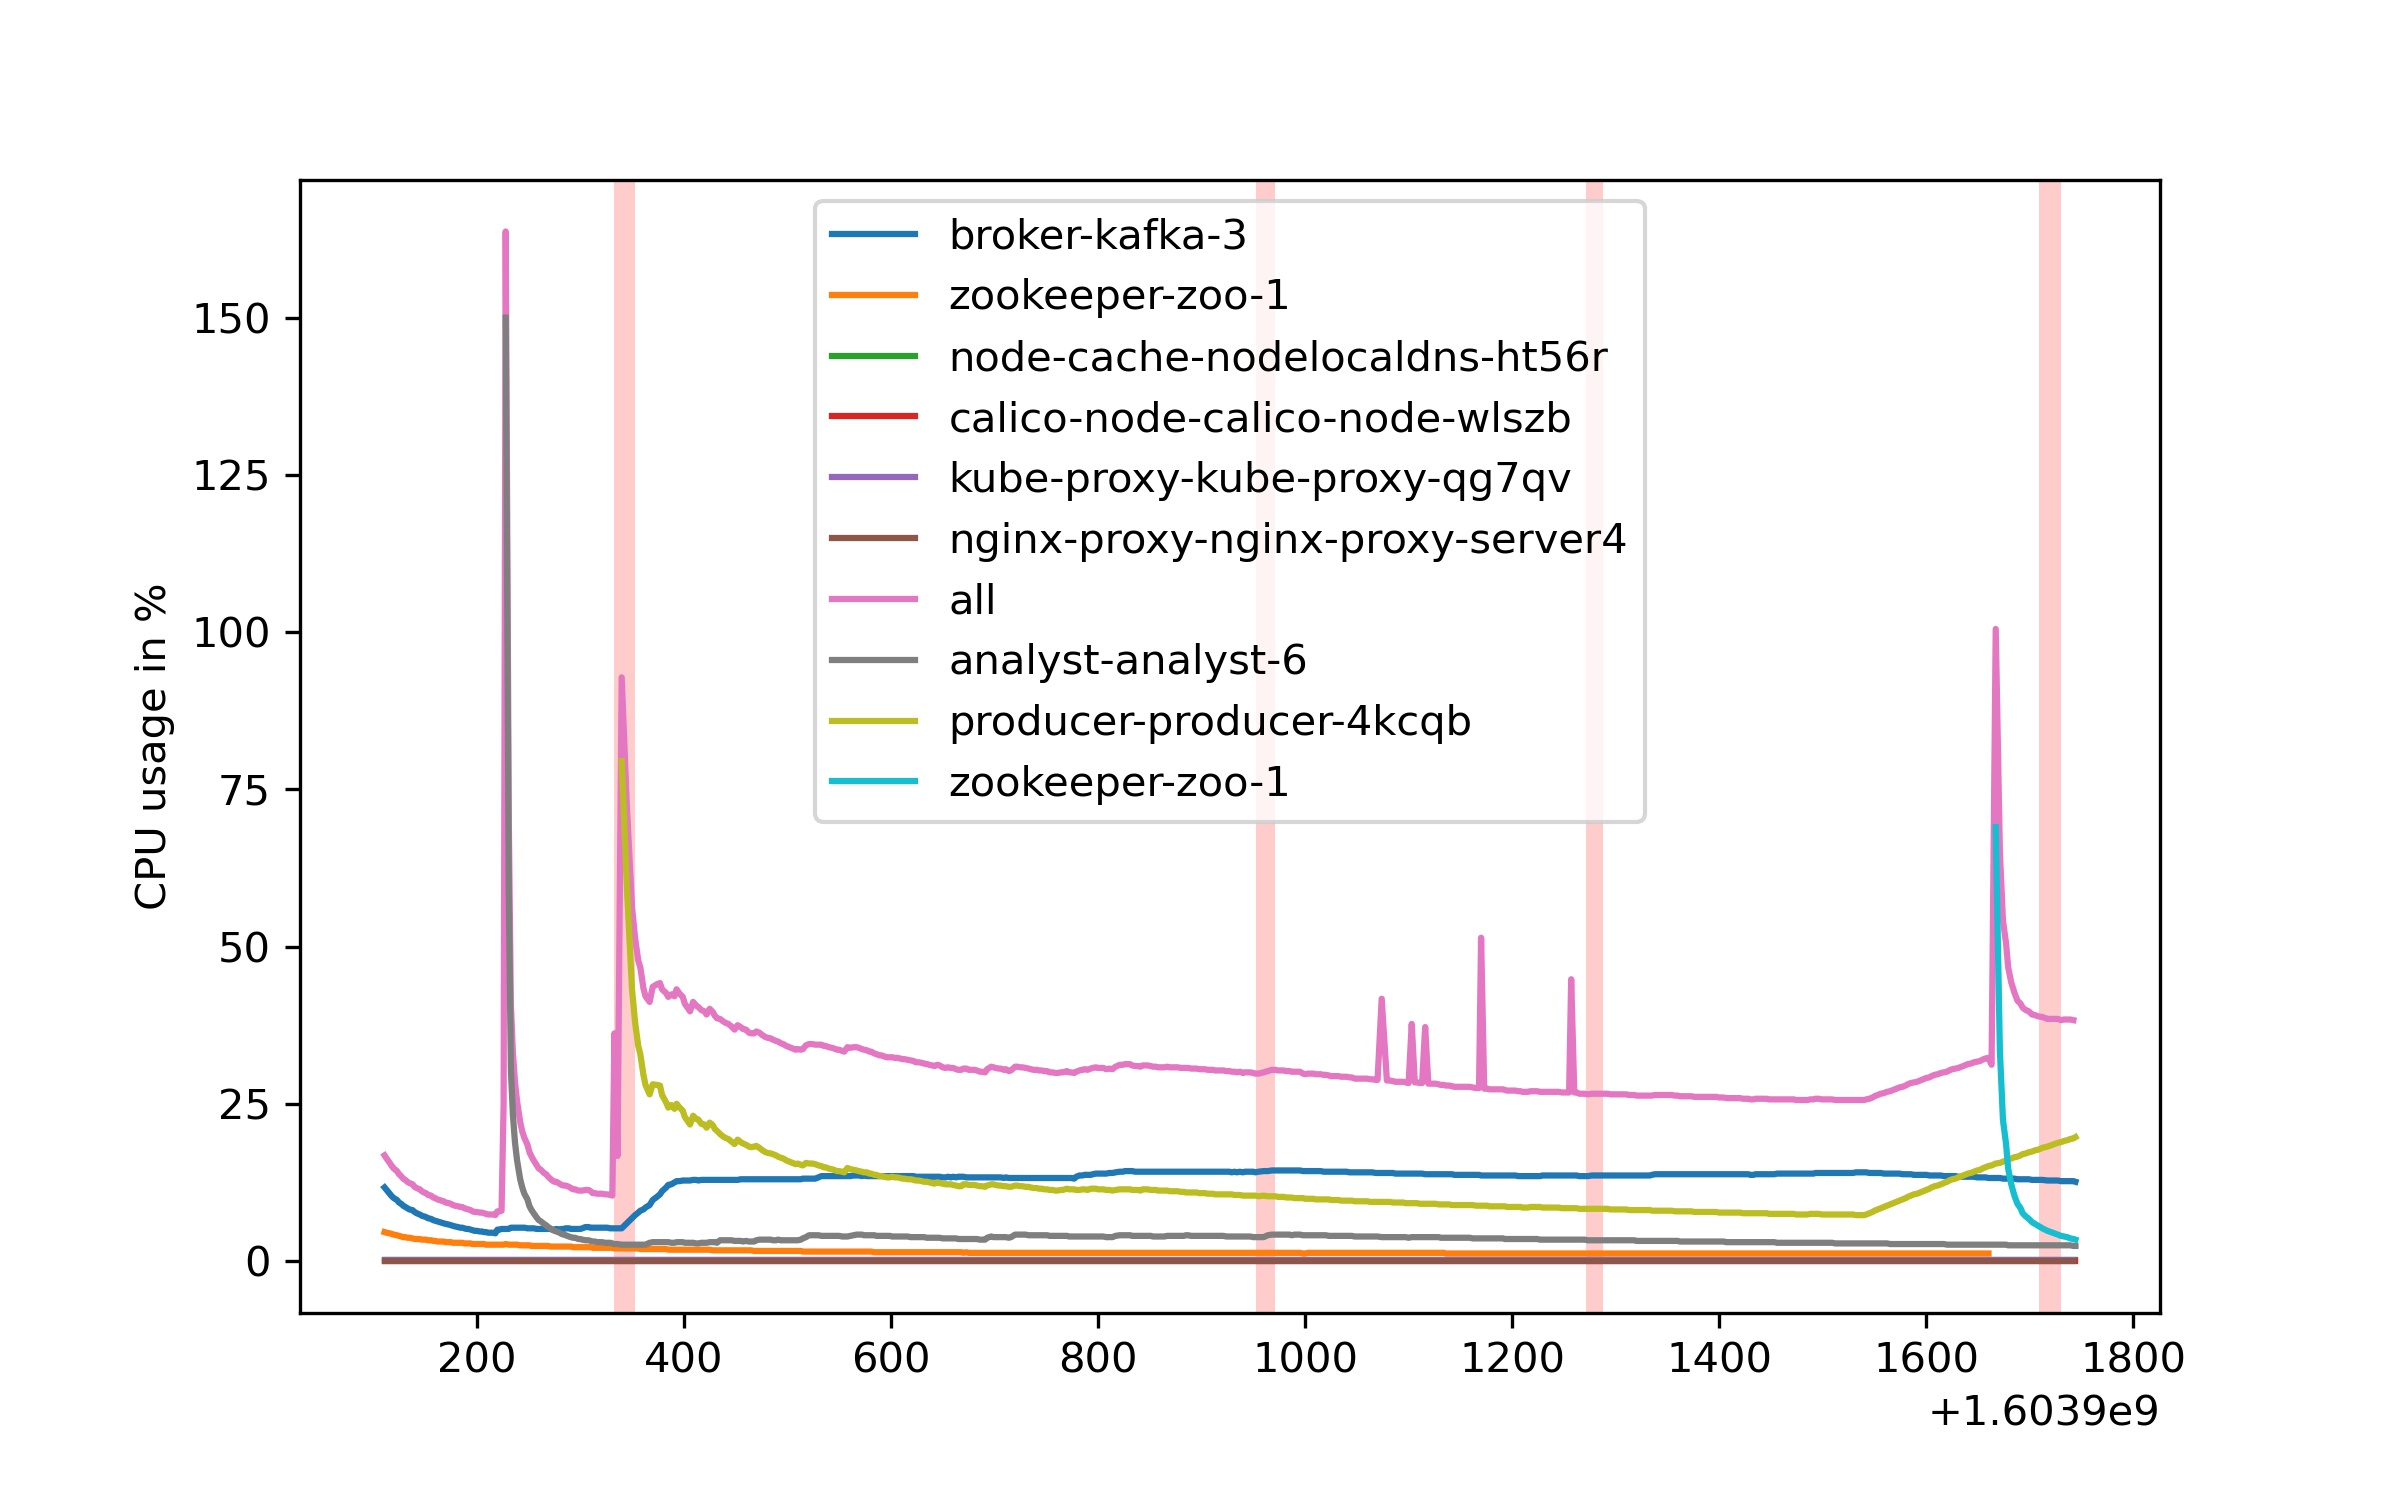 broker-kafka-3
zookeeper-zoo-1
node-cache-nodelocaldns-ht56r
calico-node-calico-node-wlszb
kube-proxy-kube-proxy-qg7qv
nginx-proxy-nginx-proxy-server4
all
analyst-analyst-6
producer-producer-4kcqb
zookeeper-zoo-1
CPU usage in %
150
125
100
75
50
25
0
200 400 600 800 1000 1200 1400 1600 1800
+1.6039e9